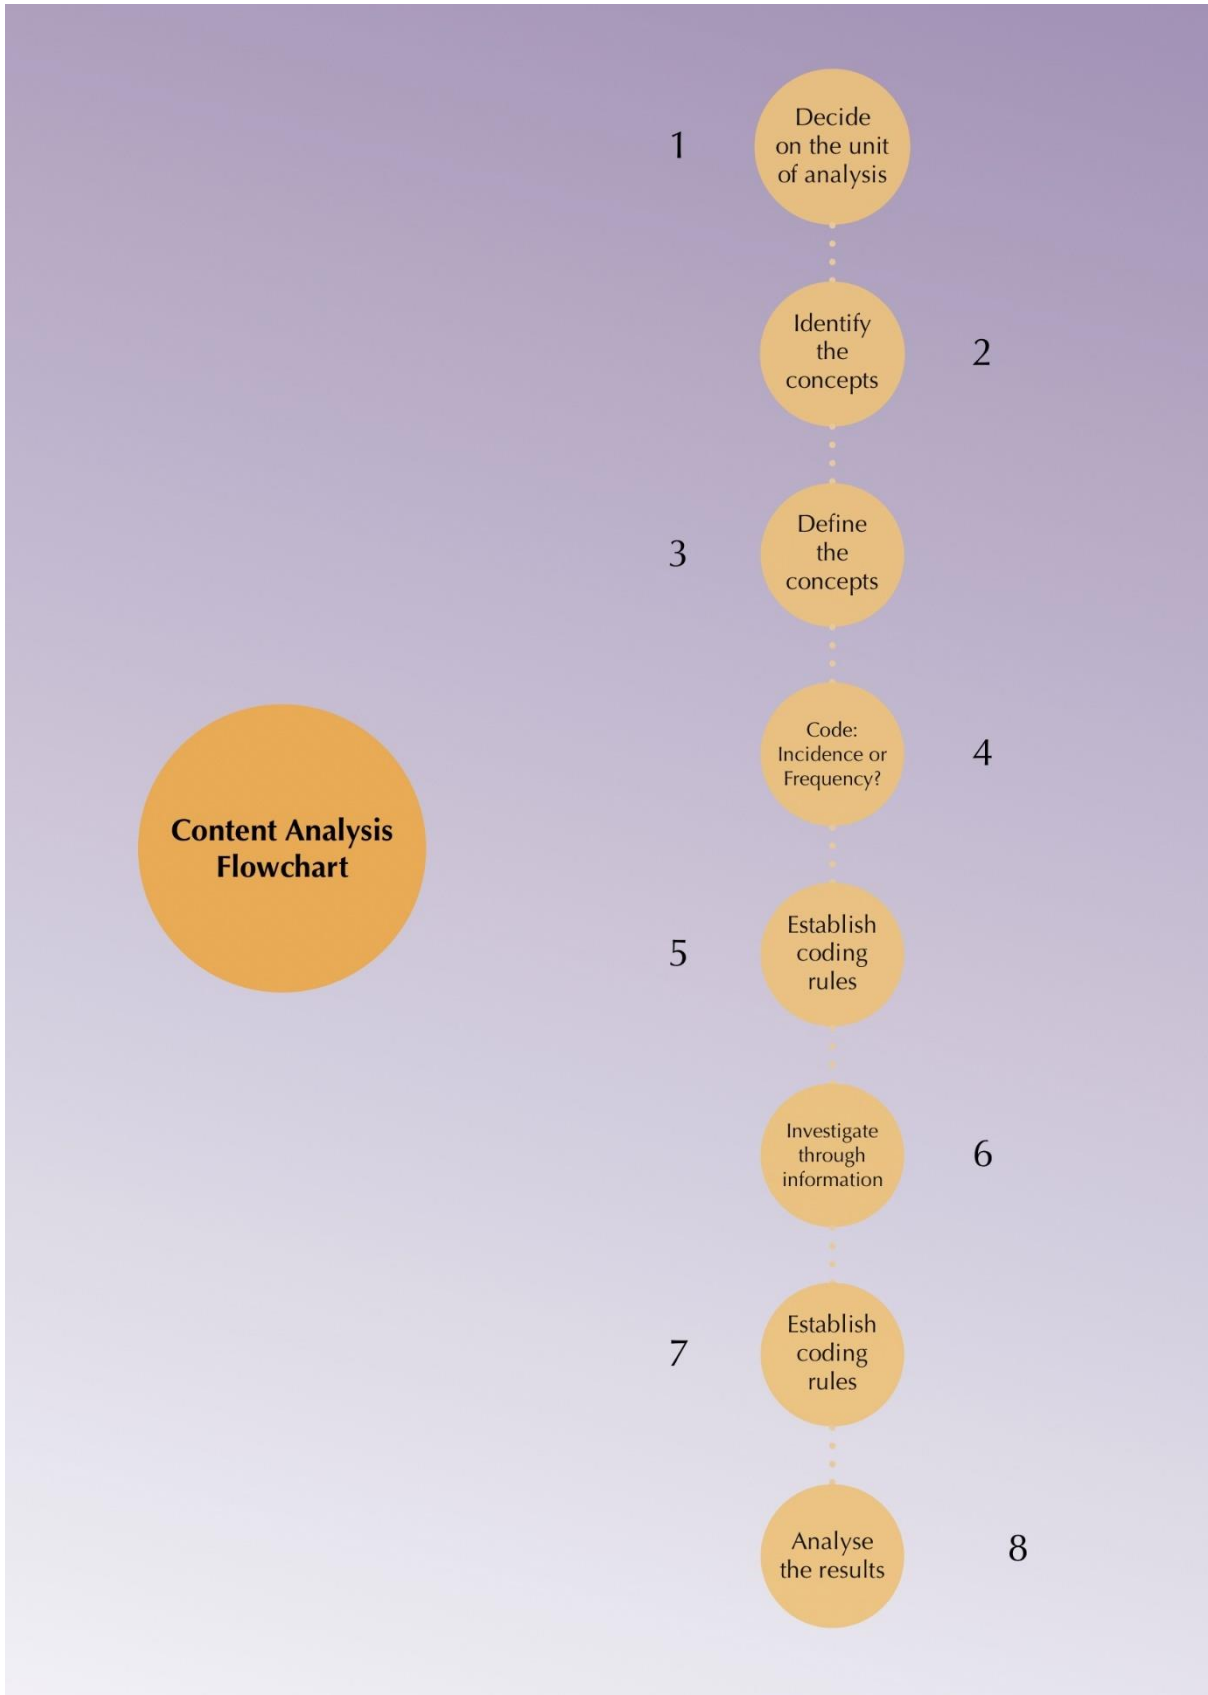 Content Analysis
Flowchart
1
Decide
on the unit
of analysis
Identify
the
concepts
2
3
Define
the
concepts
Code:
Incidence or
Frequency?
4
5
Establish
coding
rules
Investigate
through
information
6
7
Establish
coding
rules
Analyse
the results
8